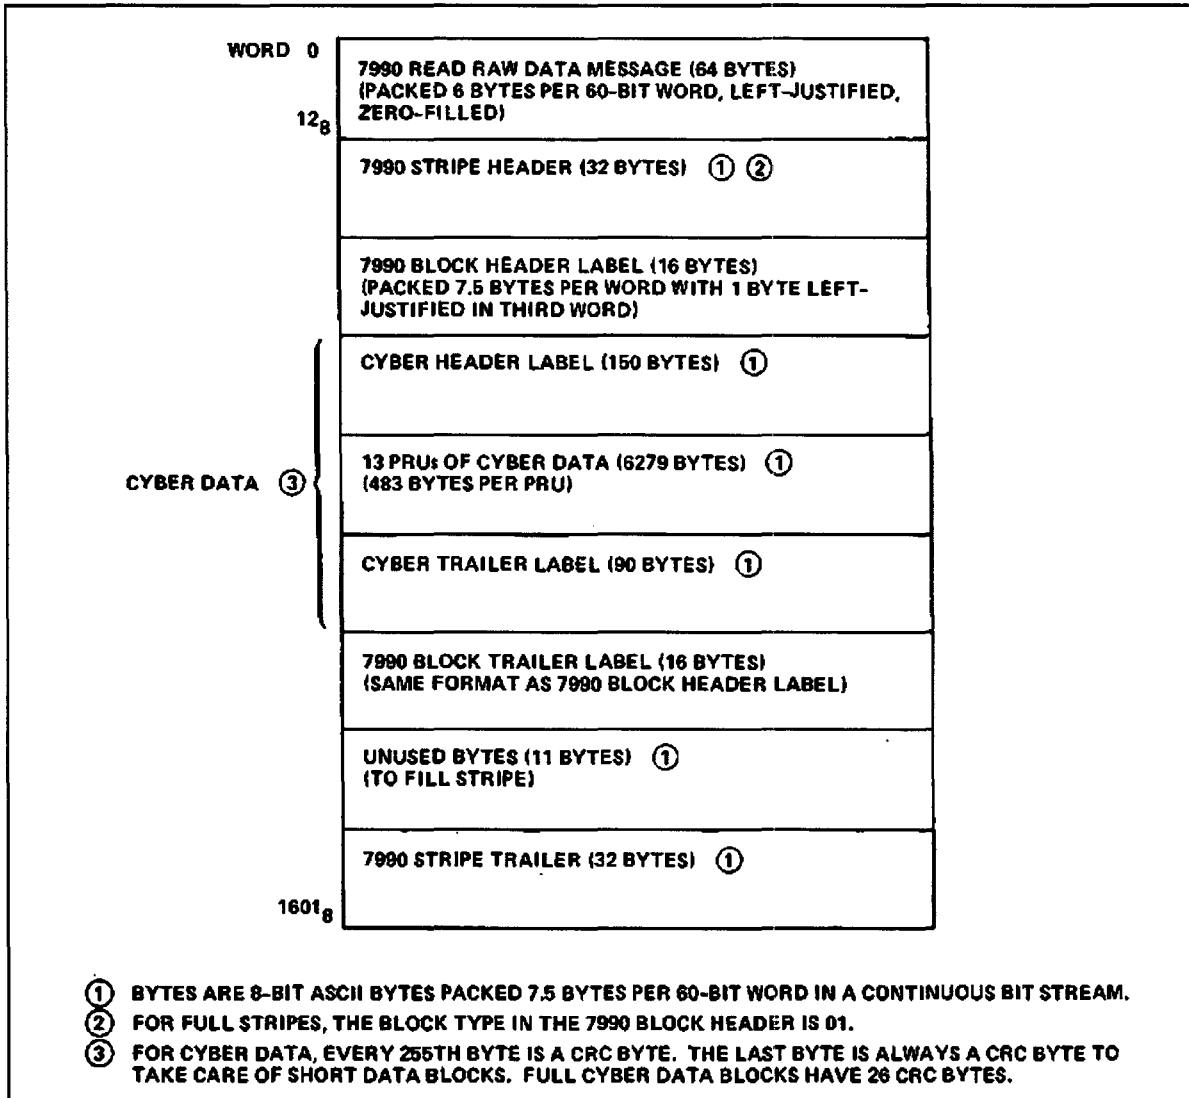 WORD 0
7990 READ RAW DATA MESSAGE (64 BYTES)
(PACKED 6 BYTES PER 60-BIT WORD, LEFT-JUSTIFIED,
ZERO-FILLED)
12₈
7990 STRIPE HEADER (32 BYTES) ① ②
7990 BLOCK HEADER LABEL (16 BYTES)
(PACKED 7.5 BYTES PER WORD WITH 1 BYTE LEFT-
JUSTIFIED IN THIRD WORD)
CYBER HEADER LABEL (150 BYTES) ①
13 PRUs OF CYBER DATA (6279 BYTES) ①
(483 BYTES PER PRU)
CYBER DATA ③
CYBER TRAILER LABEL (90 BYTES) ①
7990 BLOCK TRAILER LABEL (16 BYTES)
(SAME FORMAT AS 7990 BLOCK HEADER LABEL)
UNUSED BYTES (11 BYTES) ①
(TO FILL STRIPE)
7990 STRIPE TRAILER (32 BYTES) ①
1601₈
① BYTES ARE 8-BIT ASCII BYTES PACKED 7.5 BYTES PER 60-BIT WORD IN A CONTINUOUS BIT STREAM.
② FOR FULL STRIPES, THE BLOCK TYPE IN THE 7990 BLOCK HEADER IS 01.
③ FOR CYBER DATA, EVERY 255TH BYTE IS A CRC BYTE. THE LAST BYTE IS ALWAYS A CRC BYTE TO
TAKE CARE OF SHORT DATA BLOCKS. FULL CYBER DATA BLOCKS HAVE 26 CRC BYTES.